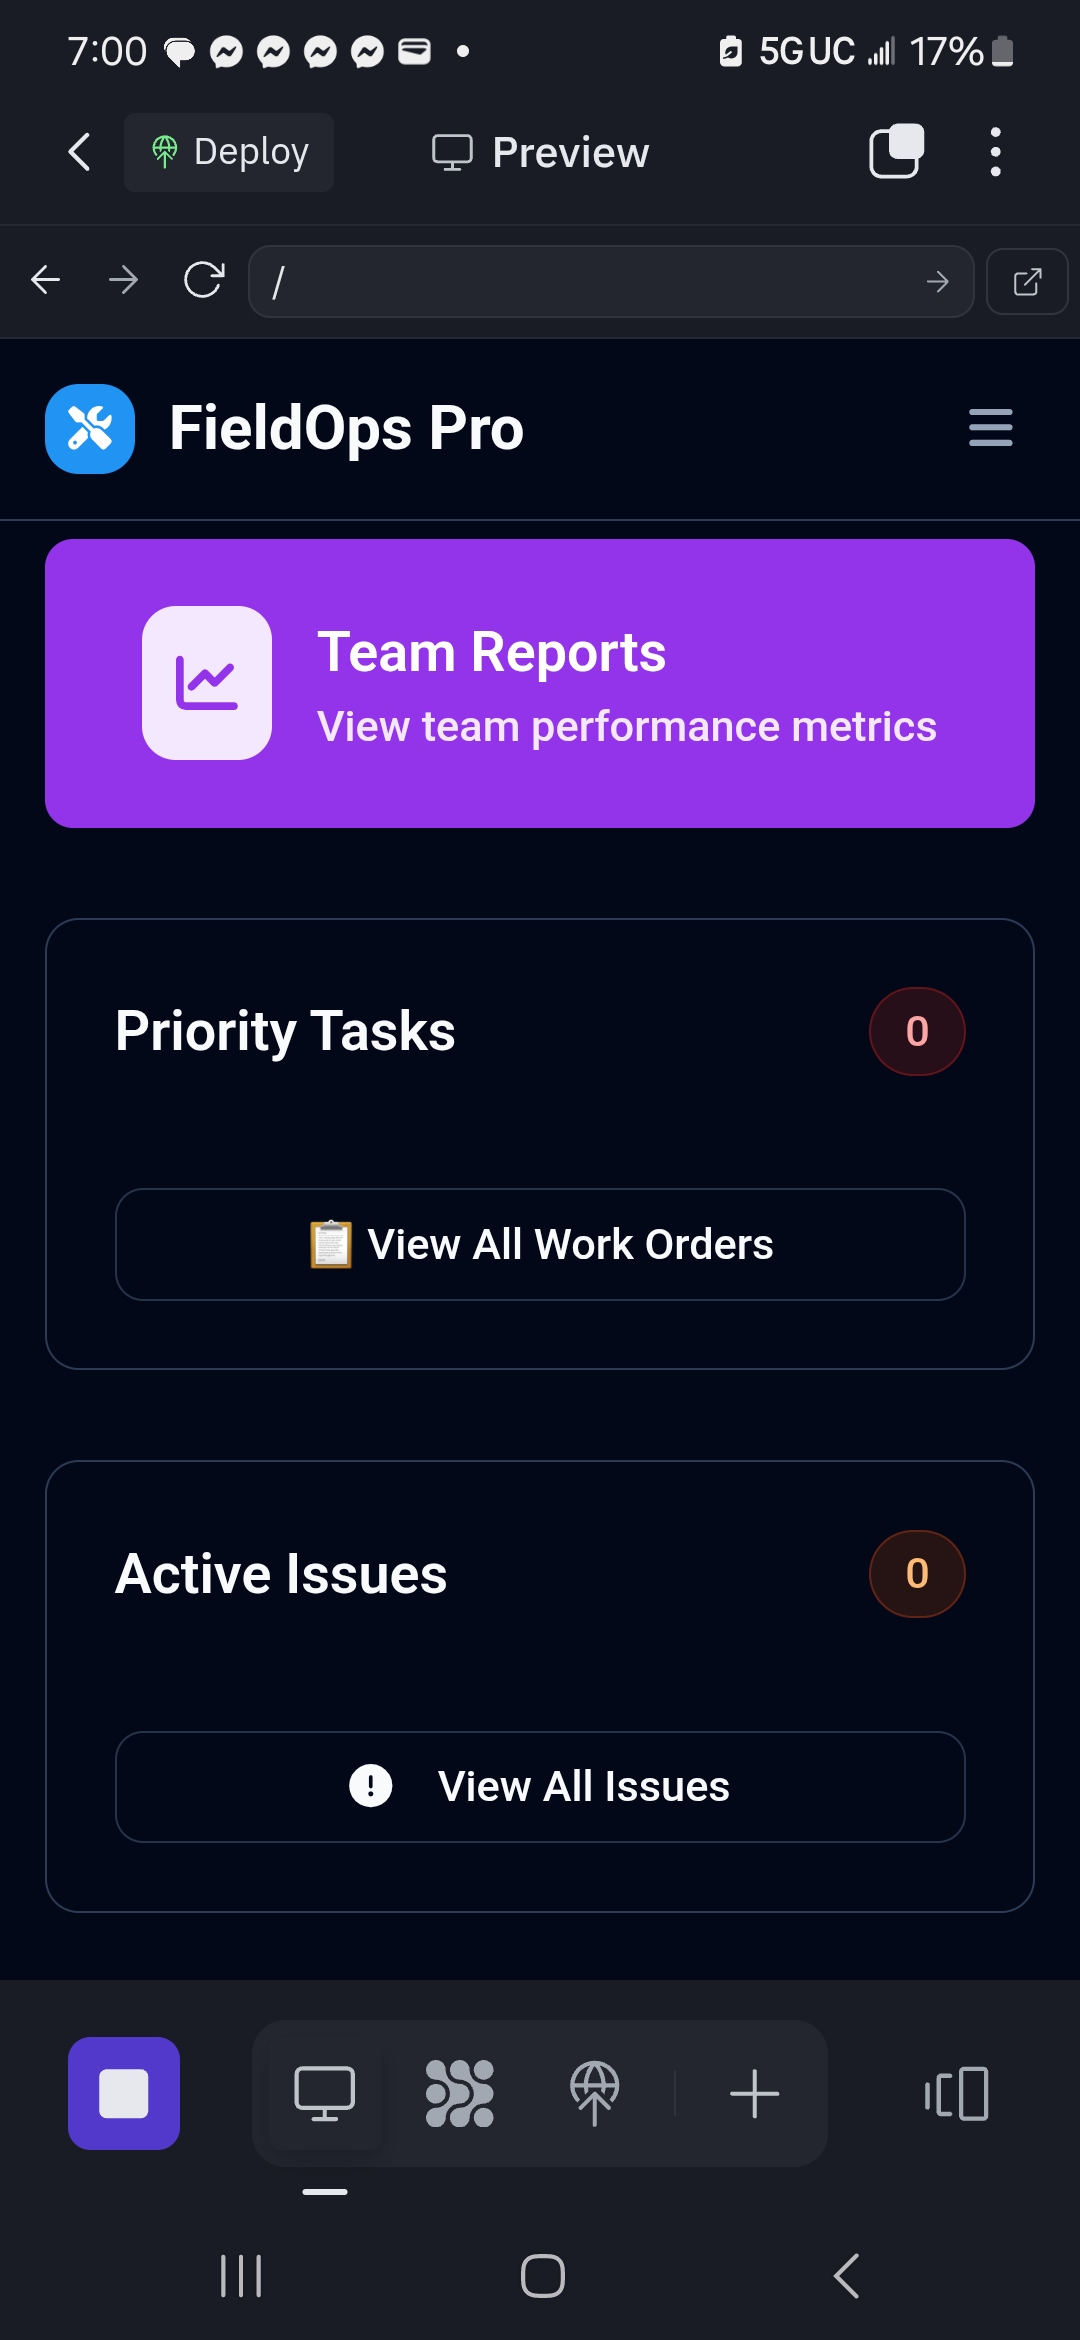 7:00 5G UC 17%
Deploy Preview
/
FieldOps Pro
Team Reports
View team performance metrics
Priority Tasks 0
View All Work Orders
Active Issues 0
View All Issues